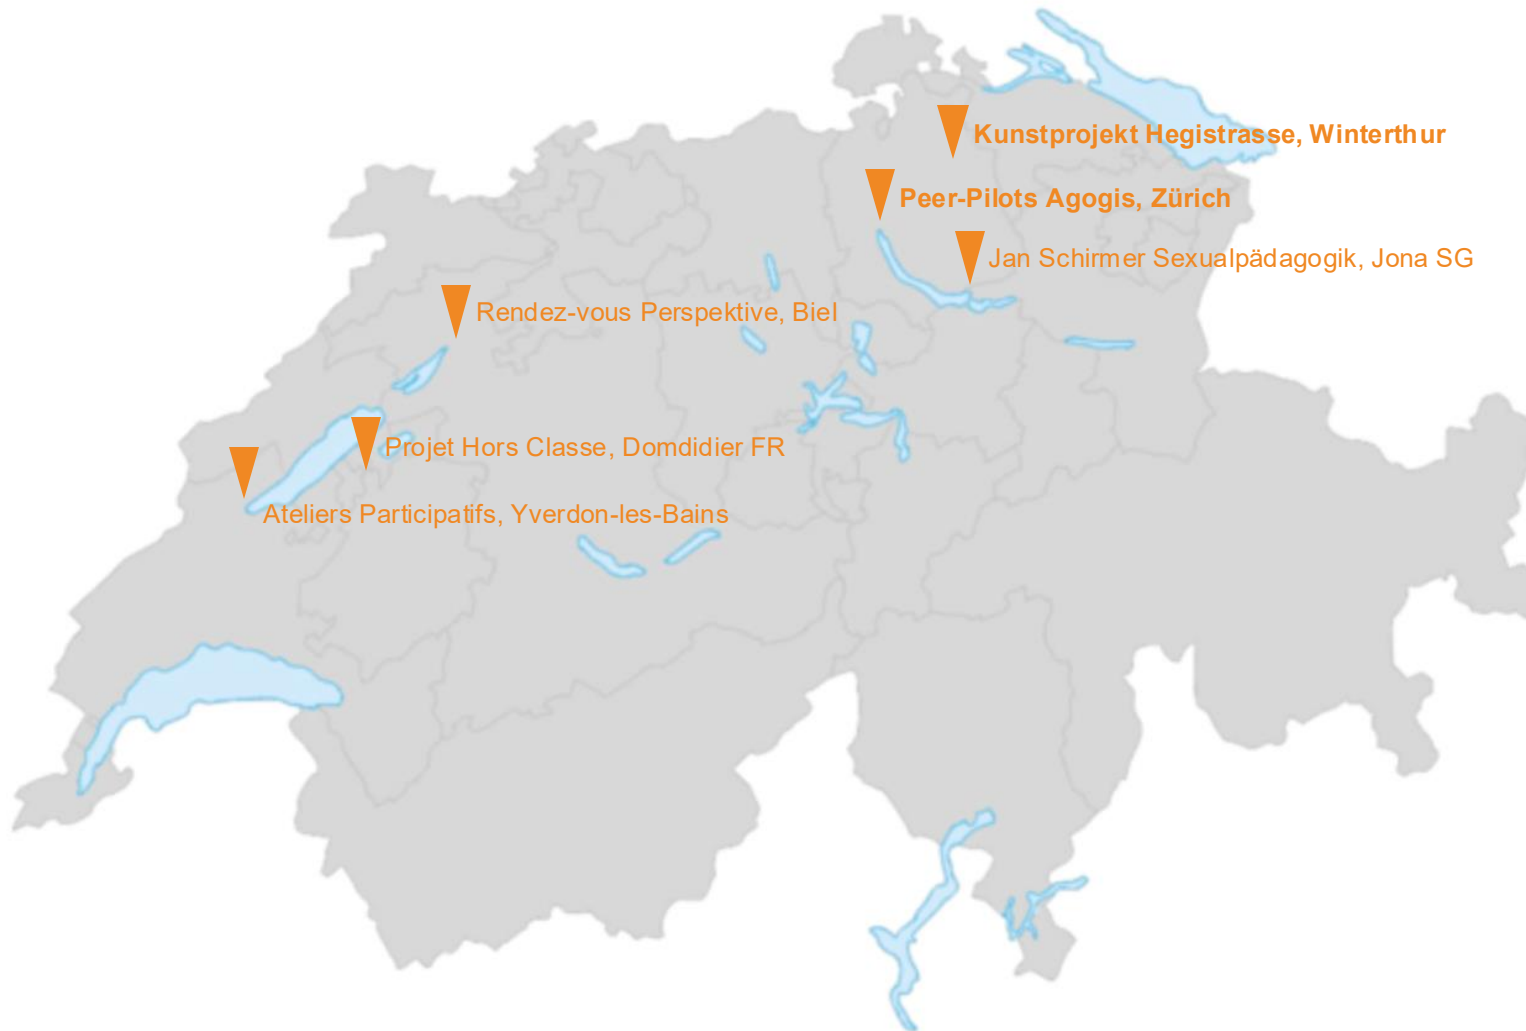 Kunstprojekt Hegistrasse, Winterthur
Peer-Pilots Agogis, Zürich
Jan Schirmer Sexualpädagogik, Jona SG
Rendez-vous Perspektive, Biel
Projet Hors Classe, Domdidier FR
Ateliers Participatifs, Yverdon-les-Bains